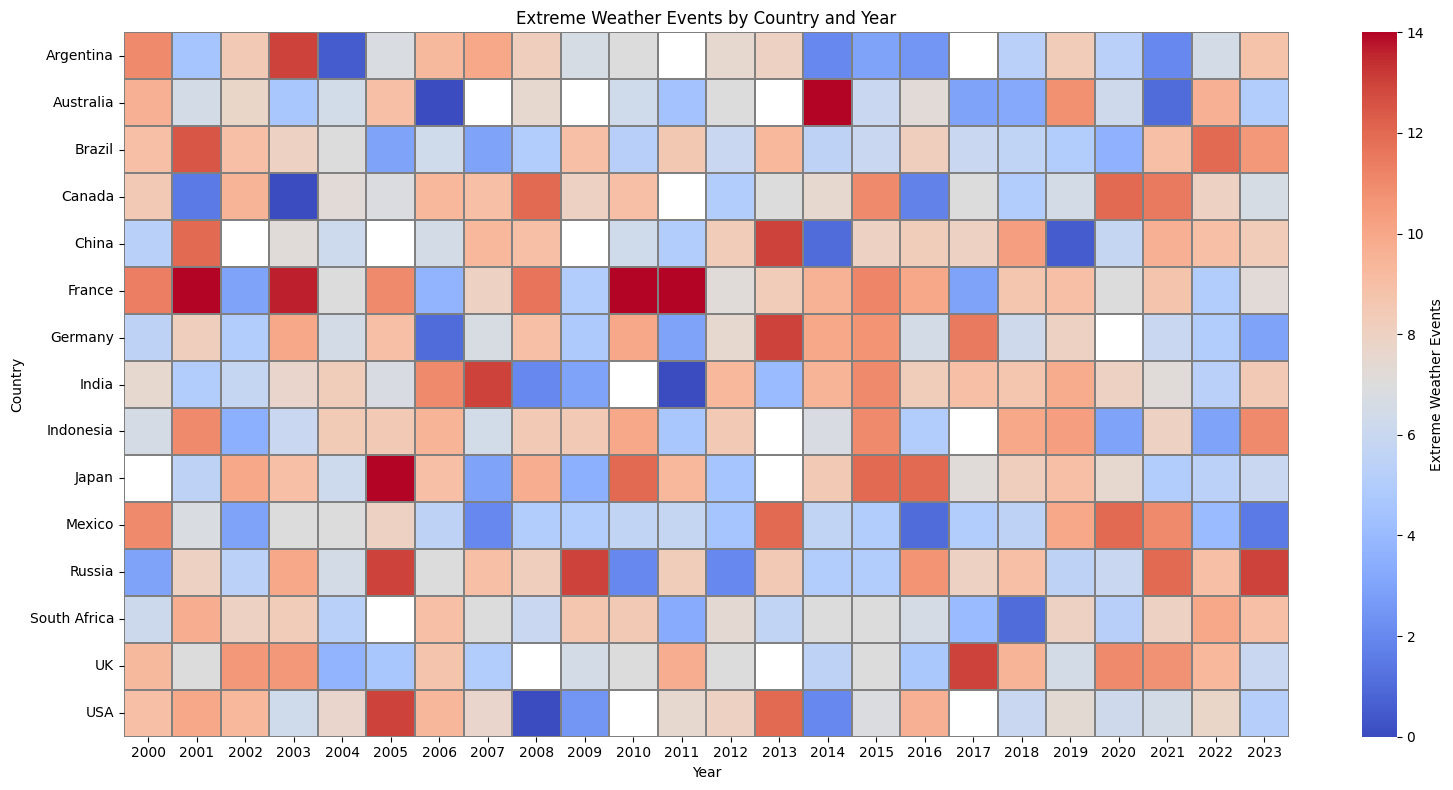 Extreme Weather Events by Country and Year
Country
Argentina
Australia
Brazil
Canada
China
France
Germany
India
Indonesia
Japan
Mexico
Russia
South Africa
UK
USA
2000 2001 2002 2003 2004 2005 2006 2007 2008 2009 2010 2011 2012 2013 2014 2015 2016 2017 2018 2019 2020 2021 2022 2023
Year
14
12
10
8
6
4
2
0
Extreme Weather Events